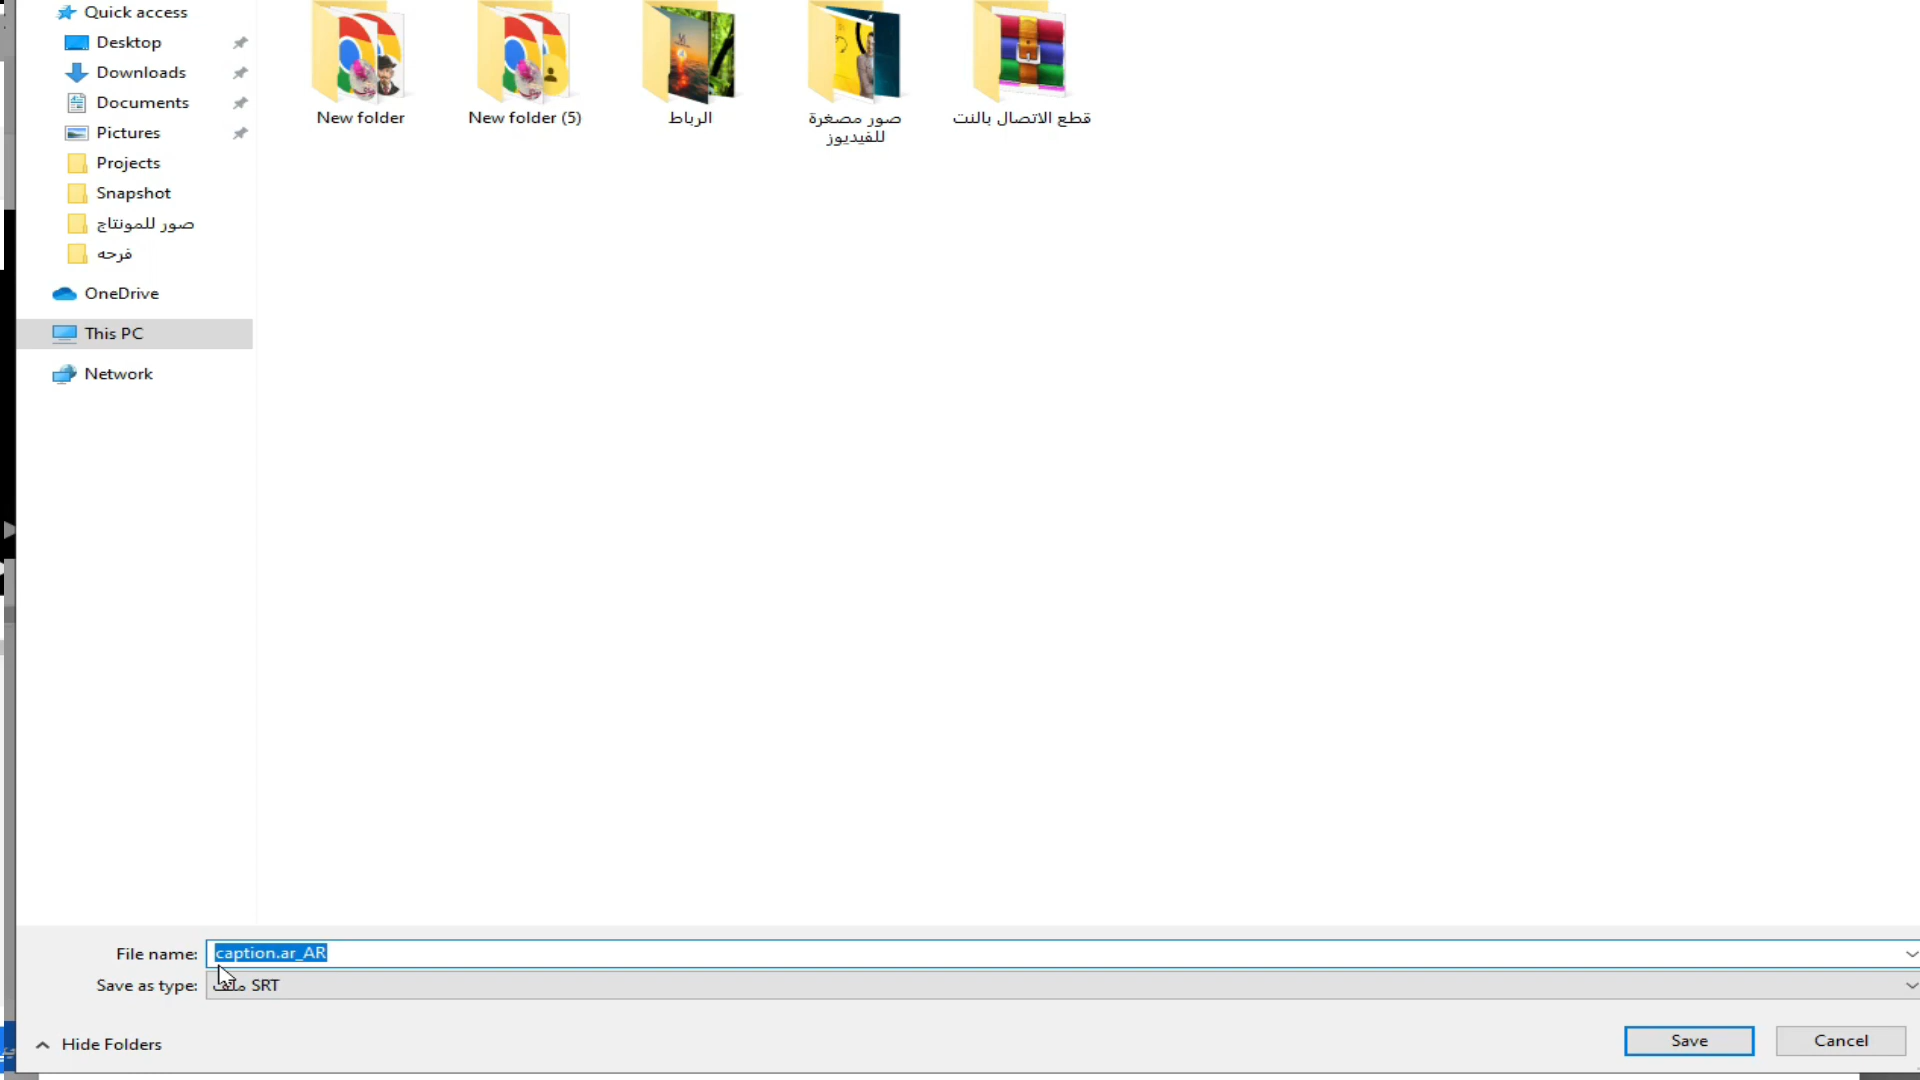 Quick access
Desktop
Downloads
Documents
Pictures
Projects
Snapshot
صور للمونتاج
فرحه
OneDrive
This PC
Network
New folder
New folder (5)
الرباط
صور مصغرة
للفيديوز
قطع الاتصال بالنت
File name: caption.ar_AR
Save as type: ملف SRT
Hide Folders
Save
Cancel